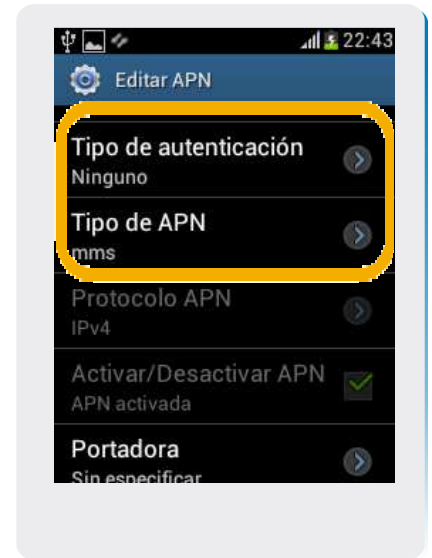 22:43
Editar APN
Tipo de autenticación
Ninguno
Tipo de APN
mms
Protocolo APN
IPv4
Activar/Desactivar APN
APN activada
Portadora
Sin especificar